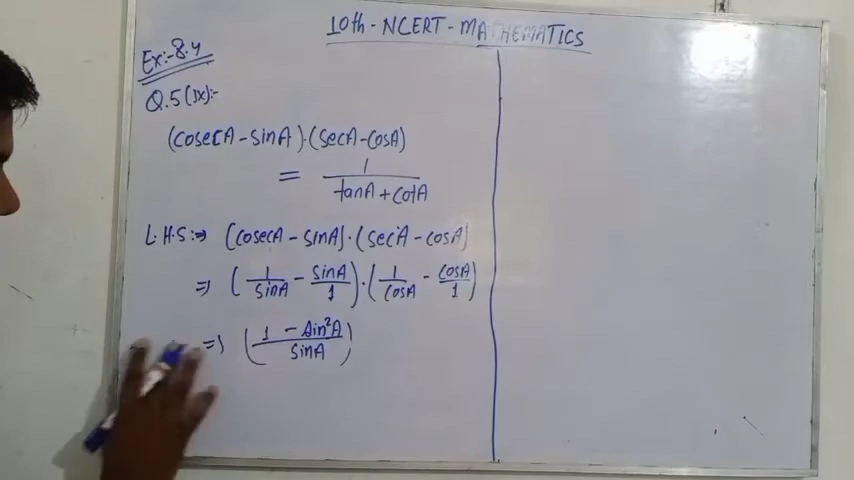 10th-NCERT-MATHEMATICS
Ex:-8.4
Q.5(ix):-
(cosecA-sinA).(secA-cosA)
= 1/(tanA+cotA)
L.H.S:⇒ (cosecA-sinA).(secA-cosA)
⇒ (1/sinA - sinA/1).(1/cosA - cosA/1)
⇒ ((1-sin²A)/sinA)